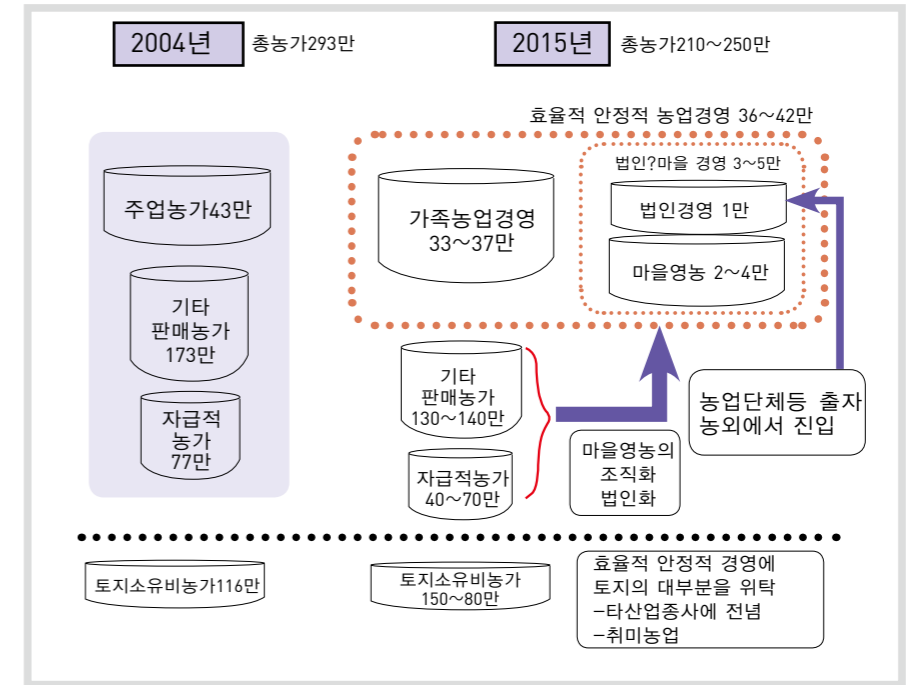 2004년 총농가293만
2015년 총농가210~250만
효율적 안정적 농업경영 36~42만
주업농가43만
기타
판매농가
173만
자급적
농가
77만
가족농업경영
33~37만
법인?마을 경영 3~5만
법인경영 1만
마을영농 2~4만
기타
판매농가
130~140만
자급적농가
40~70만
마을영농의
조직화
법인화
농업단체등 출자
농외에서 진입
토지소유비농가116만
토지소유비농가
150~80만
효율적 안정적 경영에
토지의 대부분을 위탁
-타산업종사에 전념
-취미농업